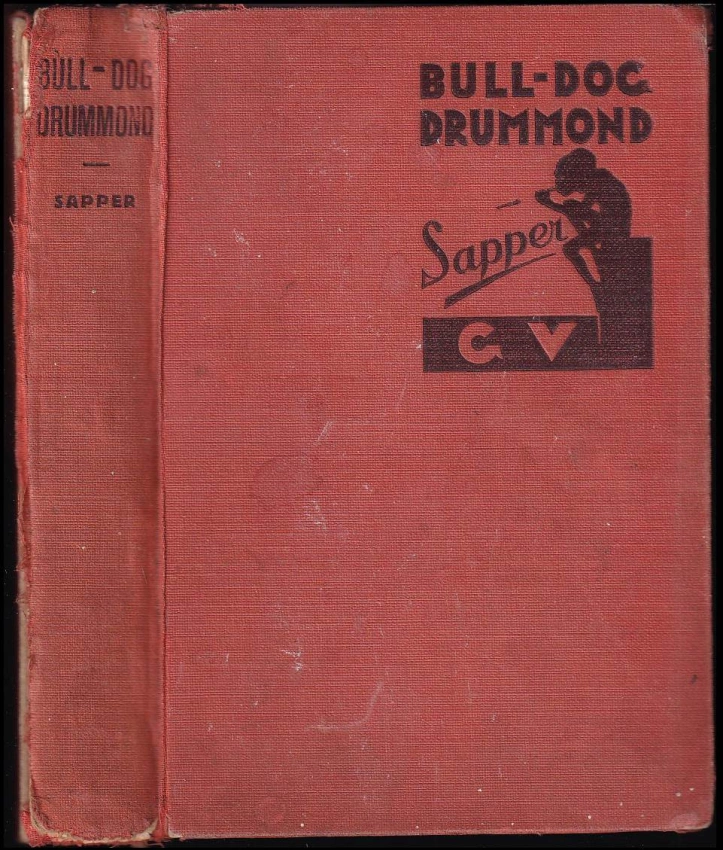 BULL-DOG
DRUMMOND
SAPPER
BULL-DOG
DRUMMOND
Sapper
G V